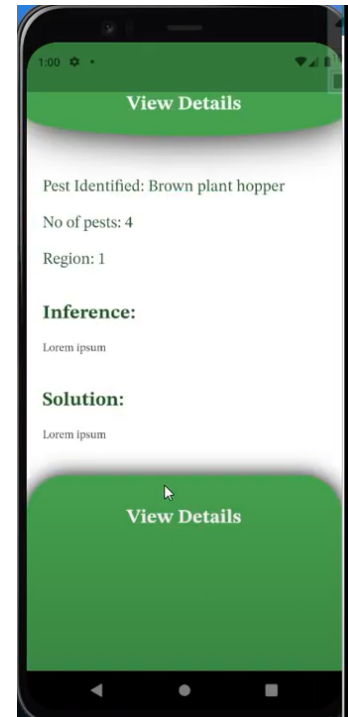 1:00
View Details
Pest Identified: Brown plant hopper
No of pests: 4
Region: 1
Inference:
Lorem ipsum
Solution:
Lorem ipsum
View Details